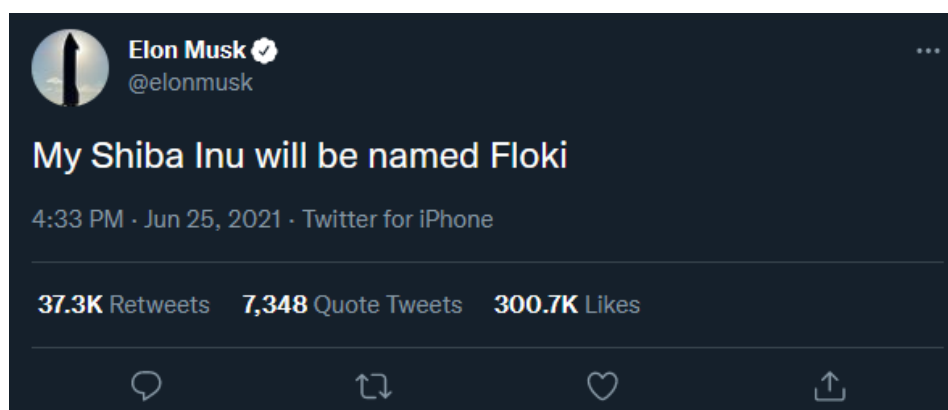 Elon Musk
@elonmusk
My Shiba Inu will be named Floki
4:33 PM · Jun 25, 2021 · Twitter for iPhone
37.3K Retweets 7,348 Quote Tweets 300.7K Likes